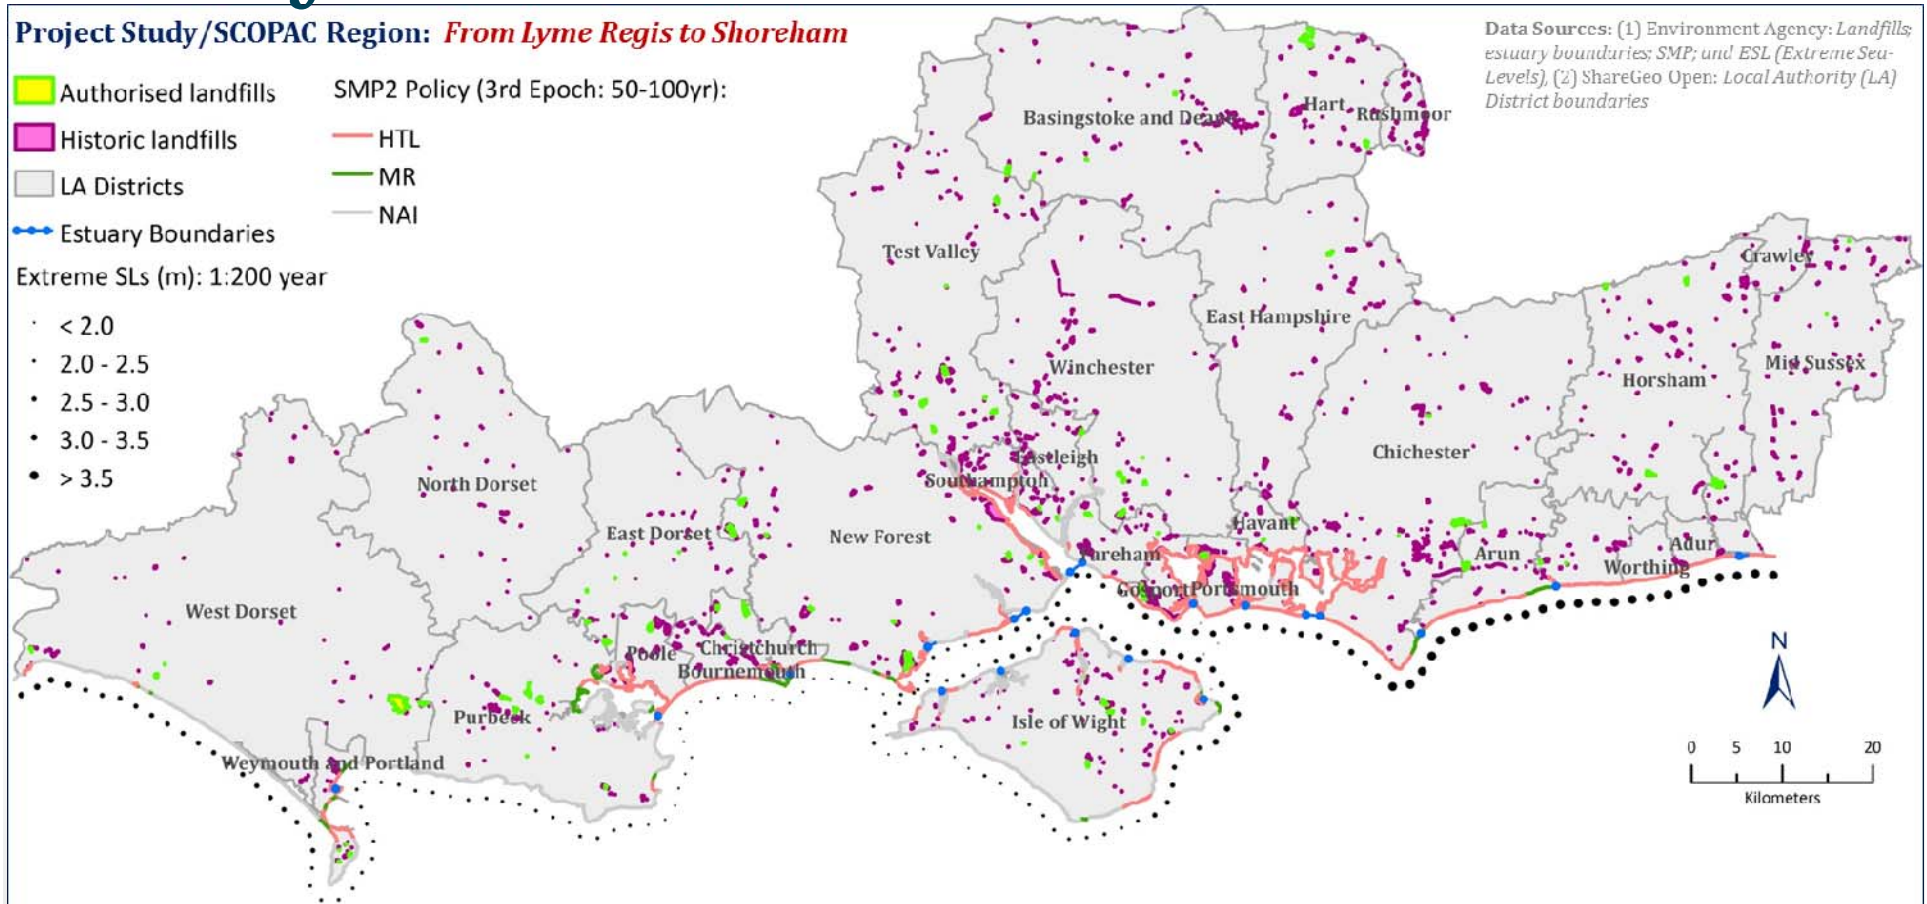 Project Study/SCOPAC Region: From Lyme Regis to Shoreham
Data Sources: (1) Environment Agency: Landfills;
estuary boundaries; SMP; and ESL (Extreme Sea-
Levels), (2) ShareGeo Open: Local Authority (LA)
District boundaries
Authorised landfills
Historic landfills
LA Districts
Estuary Boundaries
SMP2 Policy (3rd Epoch: 50-100yr):
HTL
MR
NAI
Extreme SLs (m): 1:200 year
< 2.0
2.0 - 2.5
2.5 - 3.0
3.0 - 3.5
> 3.5
Basingstoke and Deane
Hart
Rushmoor
Test Valley
Crawley
East Hampshire
Winchester
Mid Sussex
Horsham
Chichester
Eastleigh
Southampton
North Dorset
Havant
East Dorset
New Forest
Fareham
Arun
Adur
Worthing
Gosport
Portsmouth
West Dorset
Poole
Christchurch
Bournemouth
Purbeck
Isle of Wight
Weymouth and Portland
N
0 5 10 20
Kilometers